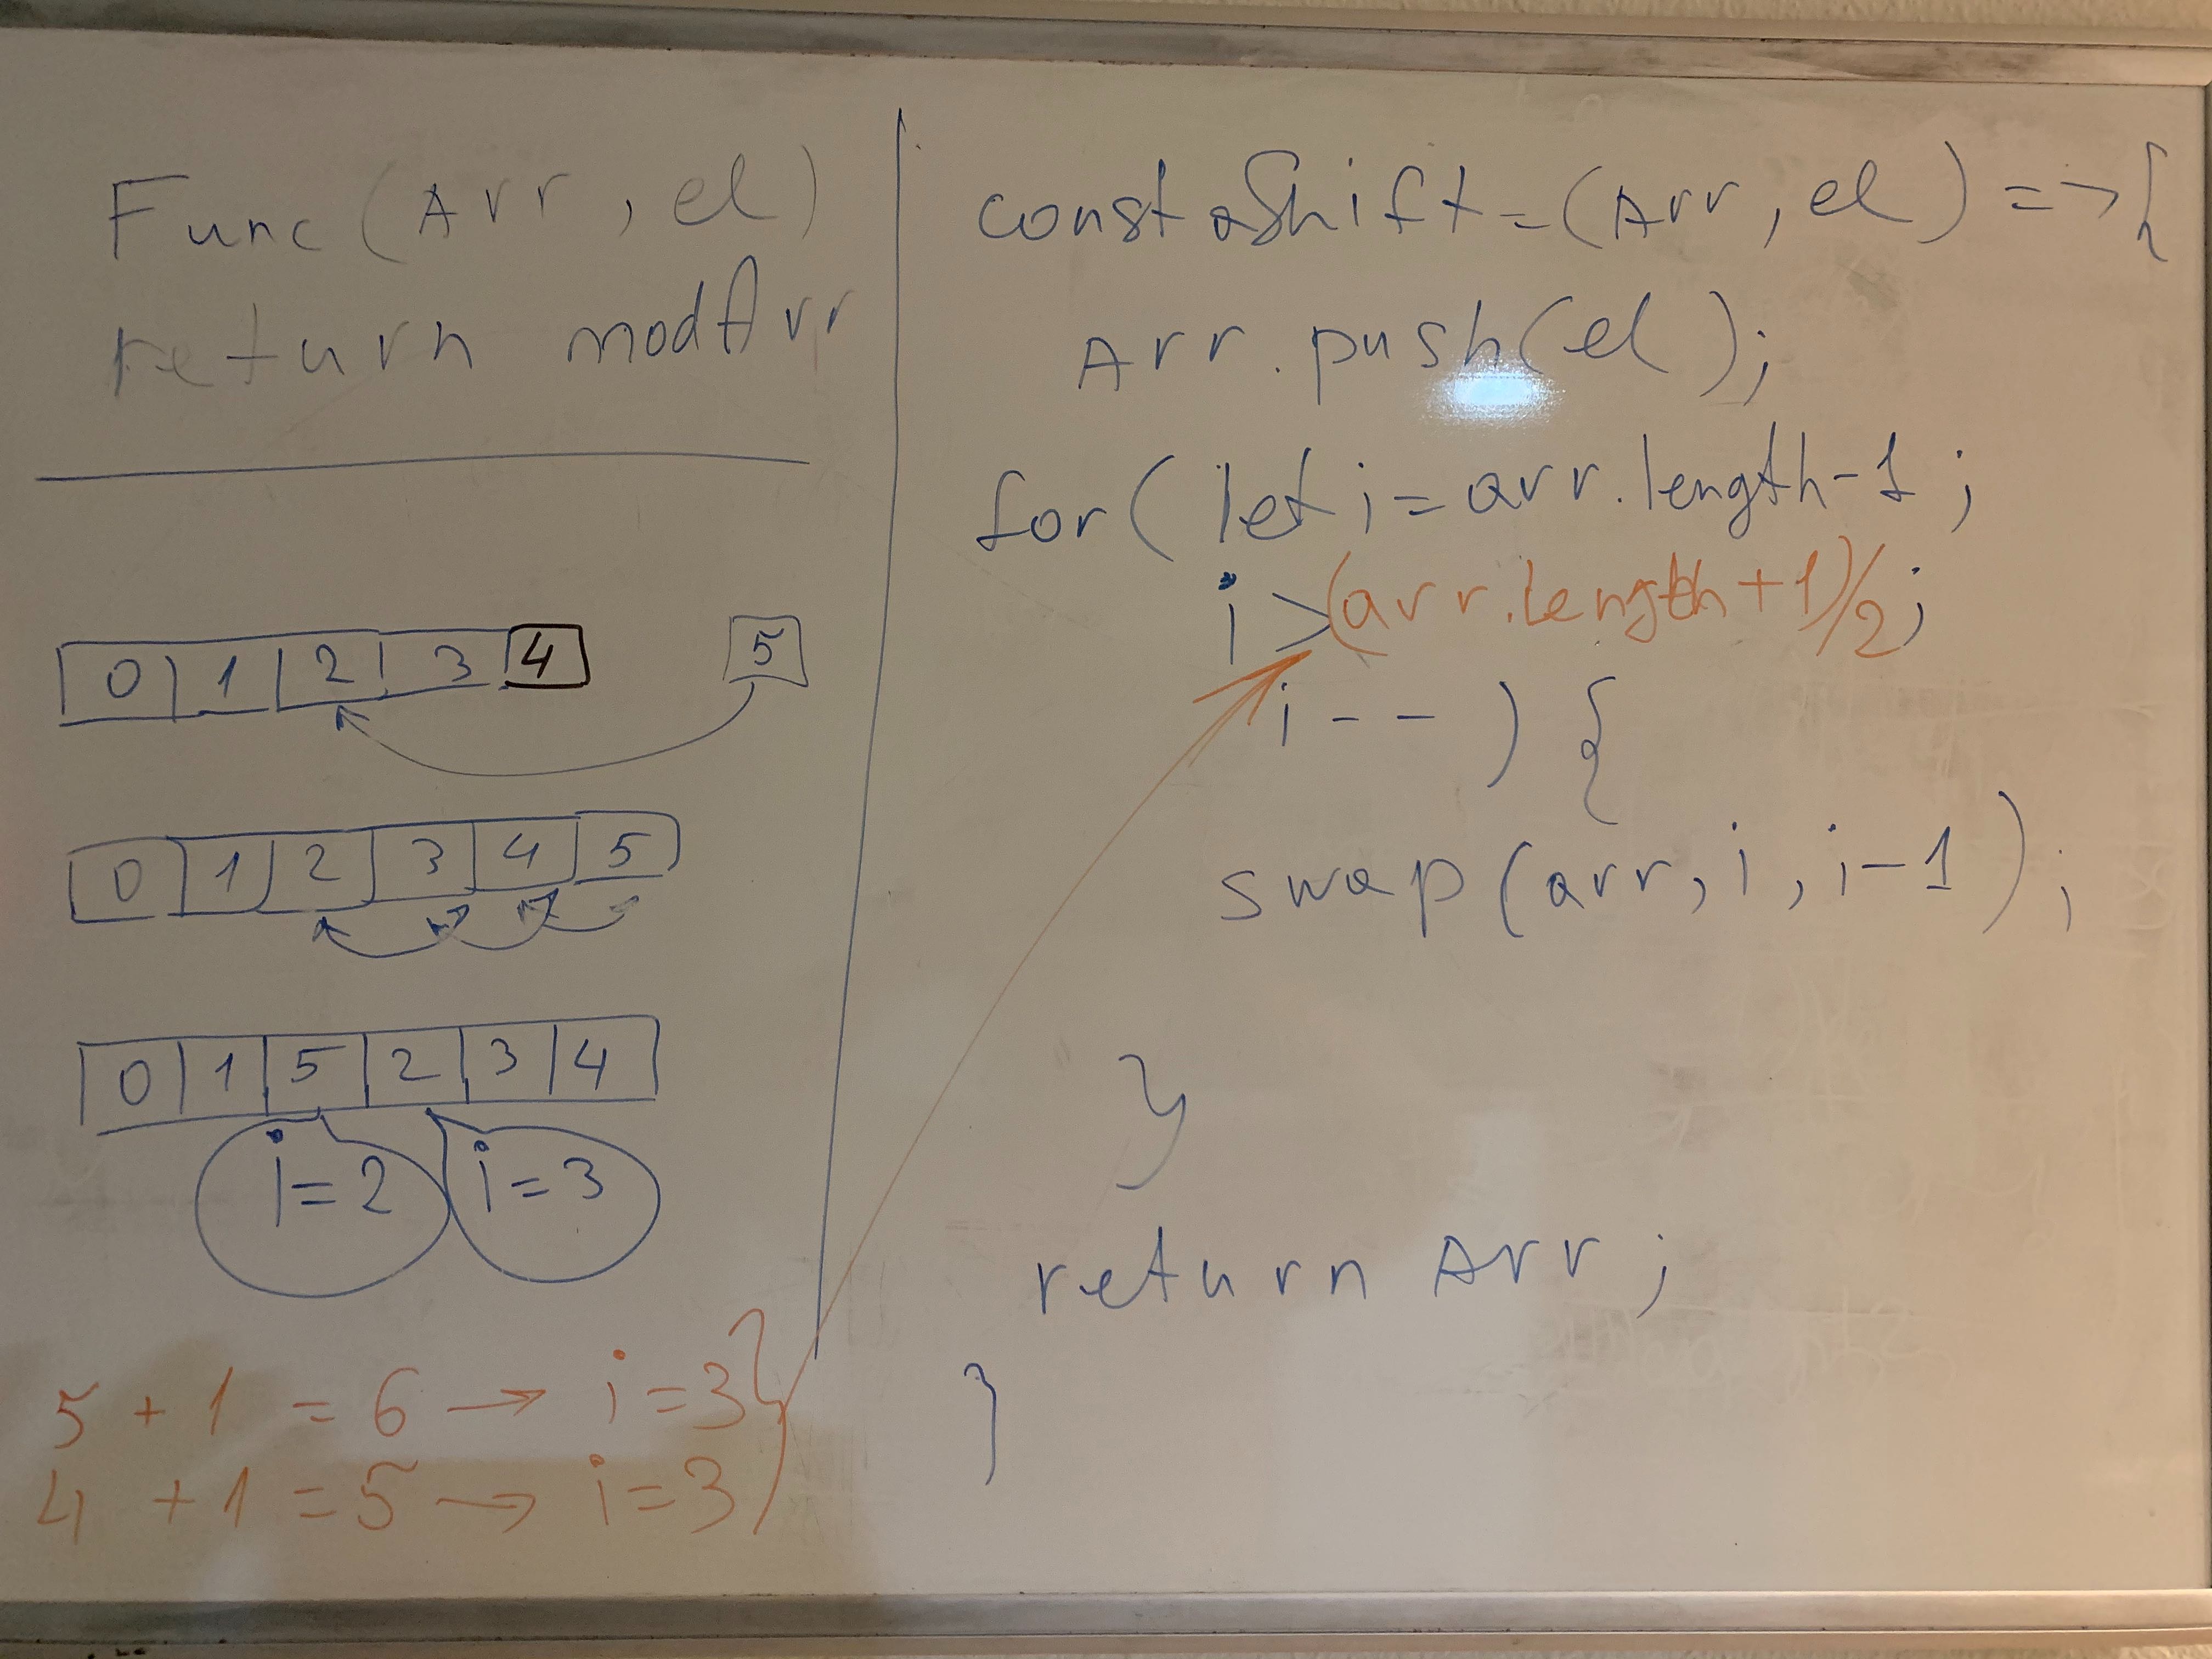 Func(Arr, el)
return modArr
0 1 2 3 4 5
0 1 2 3 4 5
0 1 5 2 3 4
i=2 i=3
5 + 1 = 6 → i=3}
4 + 1 = 5 → i=3
const aShift=(Arr, el) => {
Arr.push(el);
for( let i=arr.length-1;
i>(arr.length+1)/2;
i--) {
swap(arr, i, i-1);
}
return Arr;
}